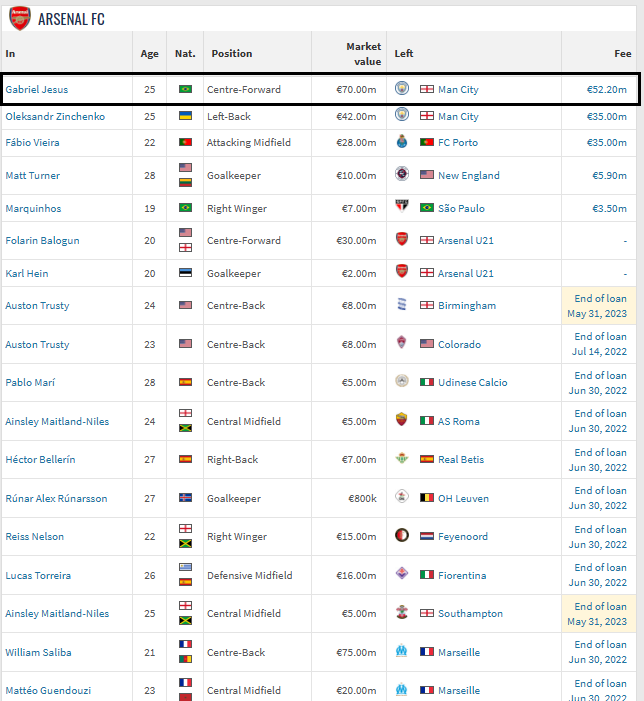 ARSENAL FC
In Age Nat. Position Market value Left Fee
Gabriel Jesus 25 Centre-Forward €70.00m Man City €52.20m
Oleksandr Zinchenko 25 Left-Back €42.00m Man City €35.00m
Fábio Vieira 22 Attacking Midfield €28.00m FC Porto €35.00m
Matt Turner 28 Goalkeeper €10.00m New England €5.90m
Marquinhos 19 Right Winger €7.00m São Paulo €3.50m
Folarin Balogun 20 Centre-Forward €30.00m Arsenal U21 -
Karl Hein 20 Goalkeeper €2.00m Arsenal U21 -
Auston Trusty 24 Centre-Back €8.00m Birmingham End of loan May 31, 2023
Auston Trusty 23 Centre-Back €8.00m Colorado End of loan Jul 14, 2022
Pablo Marí 28 Centre-Back €5.00m Udinese Calcio End of loan Jun 30, 2022
Ainsley Maitland-Niles 24 Central Midfield €5.00m AS Roma End of loan Jun 30, 2022
Héctor Bellerín 27 Right-Back €7.00m Real Betis End of loan Jun 30, 2022
Rúnar Alex Rúnarsson 27 Goalkeeper €800k OH Leuven End of loan Jun 30, 2022
Reiss Nelson 22 Right Winger €15.00m Feyenoord End of loan Jun 30, 2022
Lucas Torreira 26 Defensive Midfield €16.00m Fiorentina End of loan Jun 30, 2022
Ainsley Maitland-Niles 25 Central Midfield €5.00m Southampton End of loan May 31, 2023
William Saliba 21 Centre-Back €75.00m Marseille End of loan Jun 30, 2022
Mattéo Guendouzi 23 Central Midfield €20.00m Marseille End of loan Jun 30, 2022